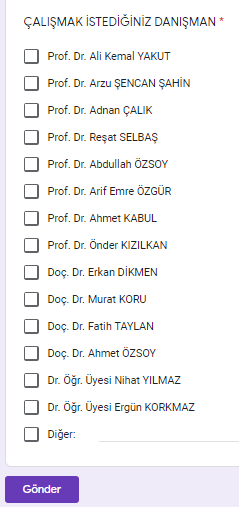 ÇALIŞMAK İSTEDİĞİNİZ DANIŞMAN *
Prof. Dr. Ali Kemal YAKUT
Prof. Dr. Arzu ŞENCAN ŞAHİN
Prof. Dr. Adnan ÇALIK
Prof. Dr. Reşat SELBAŞ
Prof. Dr. Abdullah ÖZSOY
Prof. Dr. Arif Emre ÖZGÜR
Prof. Dr. Ahmet KABUL
Prof. Dr. Önder KIZILKAN
Doç. Dr. Erkan DİKMEN
Doç. Dr. Murat KORU
Doç. Dr. Fatih TAYLAN
Doç. Dr. Ahmet ÖZSOY
Dr. Öğr. Üyesi Nihat YILMAZ
Dr. Öğr. Üyesi Ergün KORKMAZ
Diğer:
Gönder